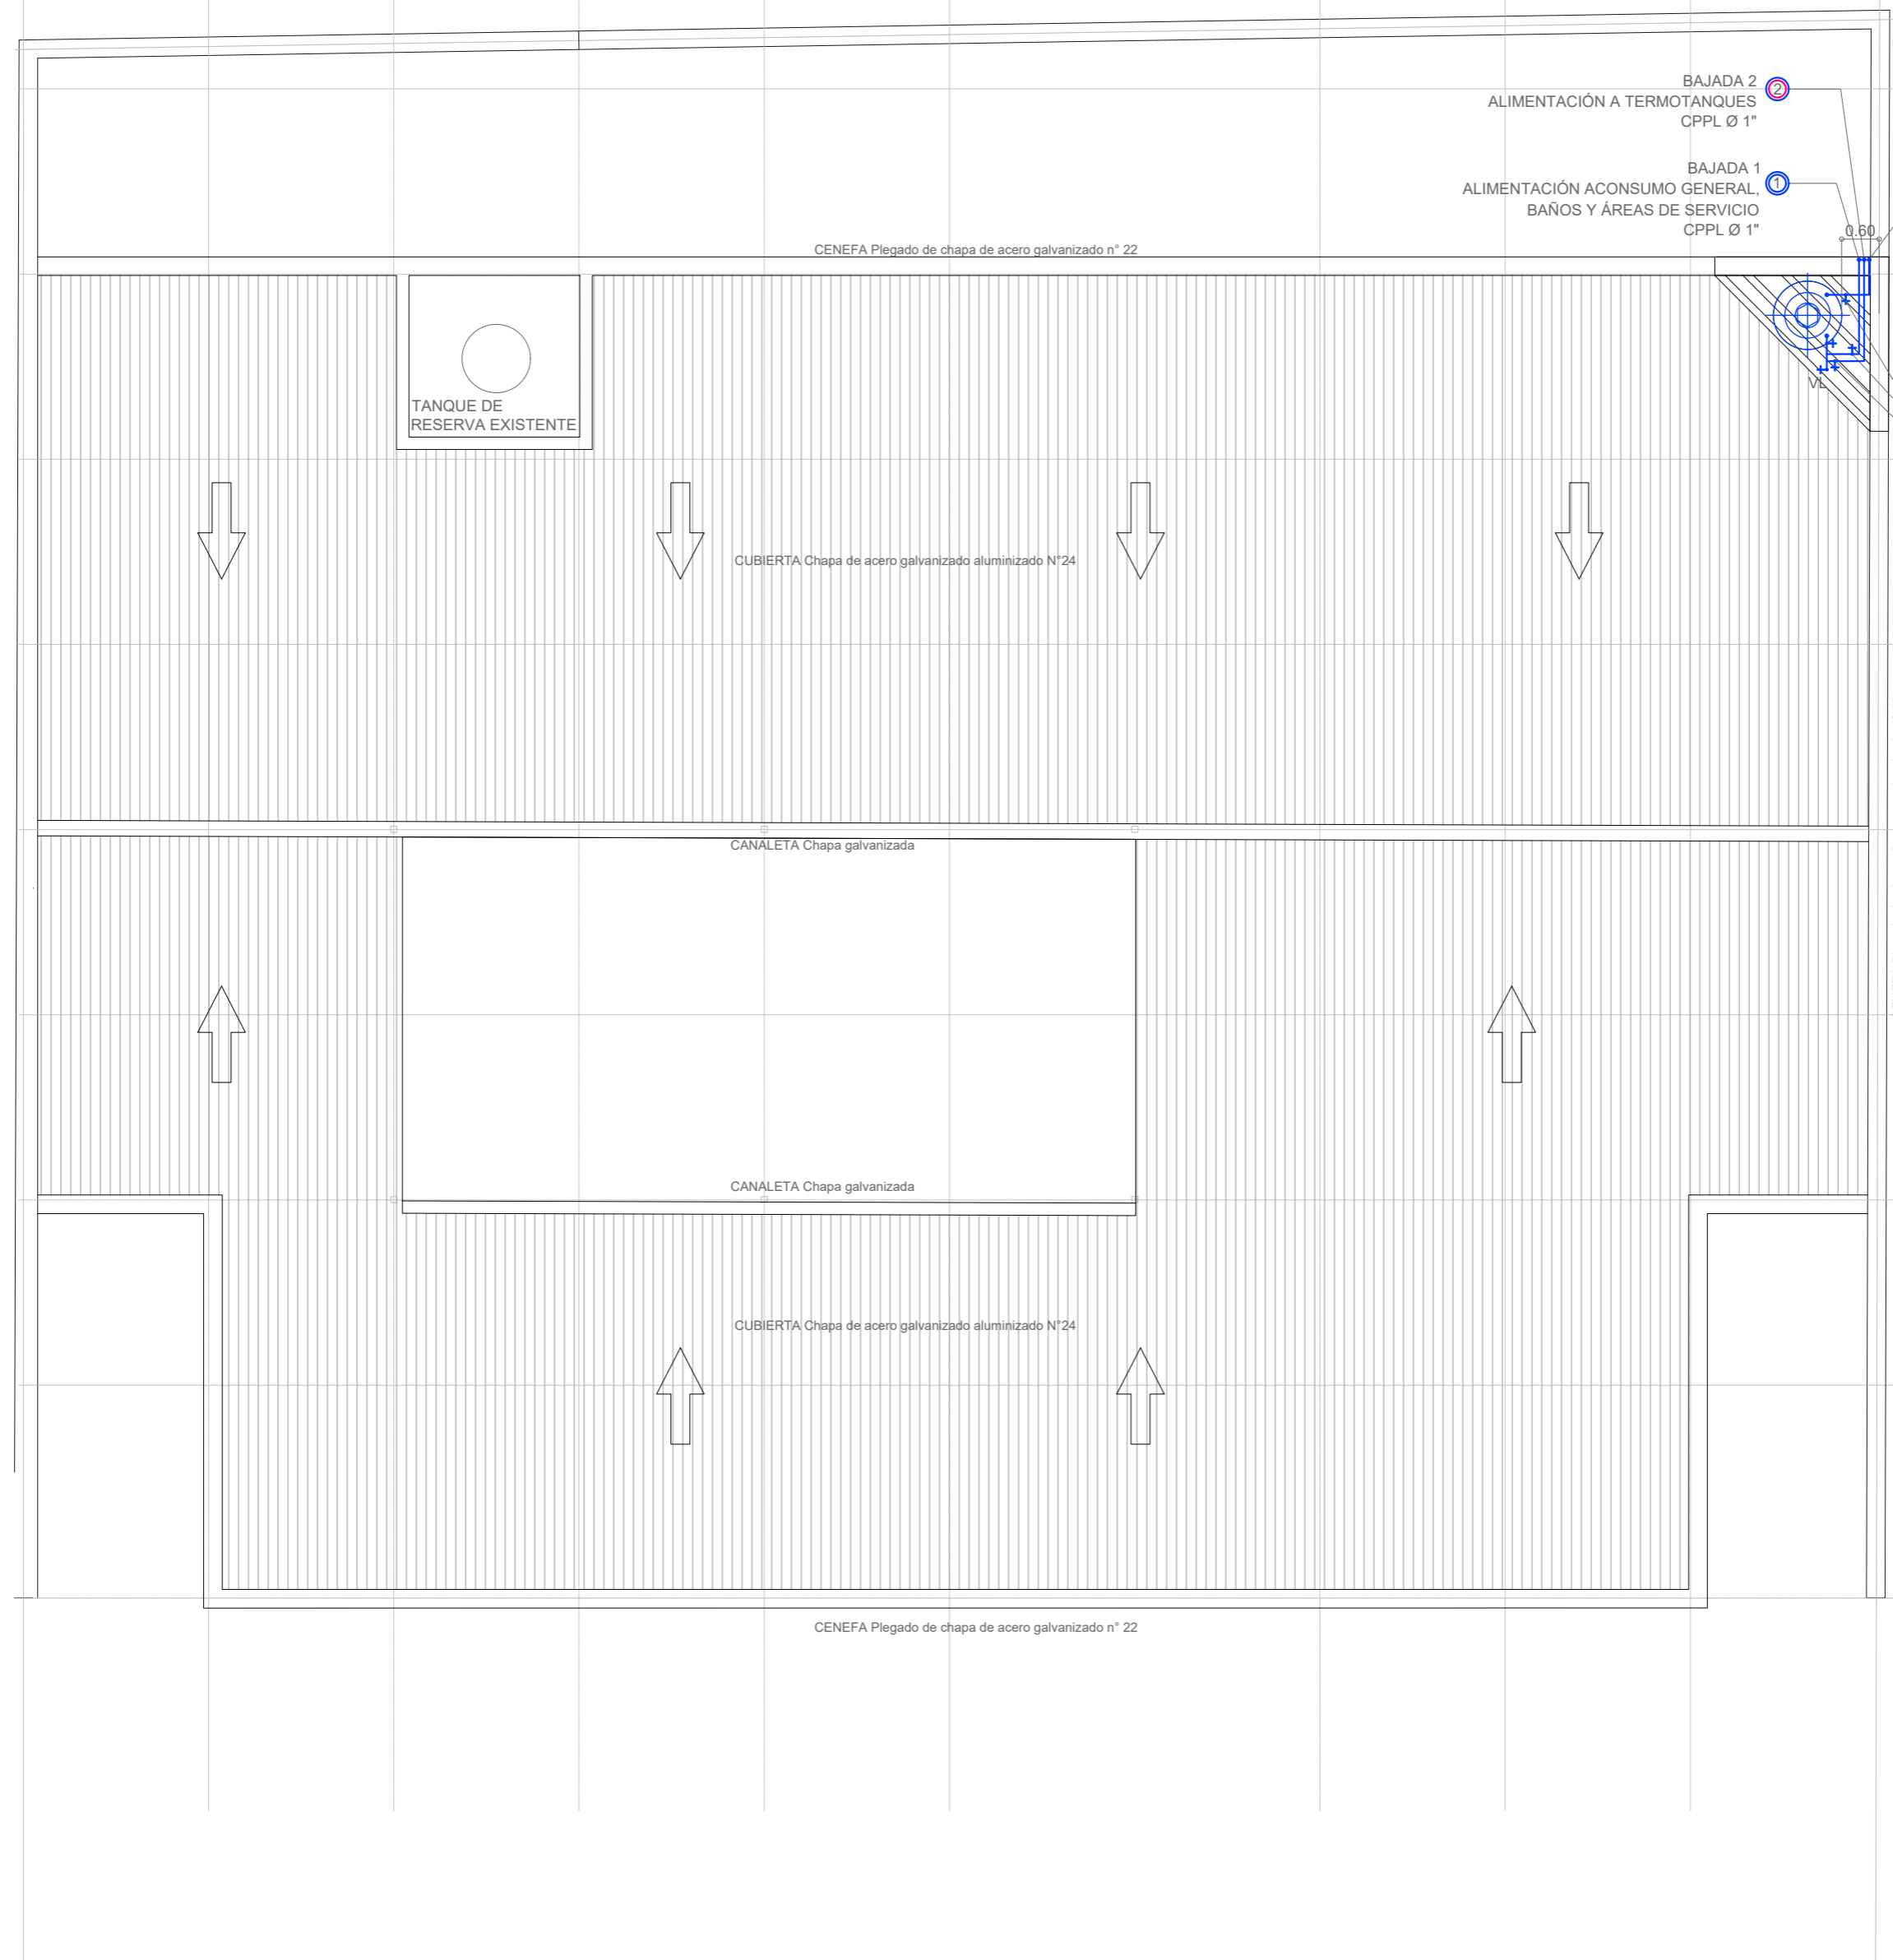 BAJADA 2
ALIMENTACIÓN A TERMOTANQUES
CPPL Ø 1"
2
BAJADA 1
ALIMENTACIÓN ACONSUMO GENERAL,
BAÑOS Y ÁREAS DE SERVICIO
CPPL Ø 1"
1
0.60
CENEFA Plegado de chapa de acero galvanizado n° 22
VL
TANQUE DE
RESERVA EXISTENTE
CUBIERTA Chapa de acero galvanizado aluminizado N°24
CANALETA Chapa galvanizada
CANALETA Chapa galvanizada
CUBIERTA Chapa de acero galvanizado aluminizado N°24
CENEFA Plegado de chapa de acero galvanizado n° 22